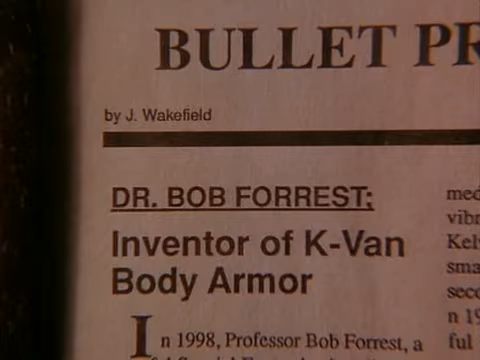 BULLET PR
by J. Wakefield
DR. BOB FORREST;
Inventor of K-Van
Body Armor
In 1998, Professor Bob Forrest, a
med
vibr
Kel
sma
seco
n 19
ful